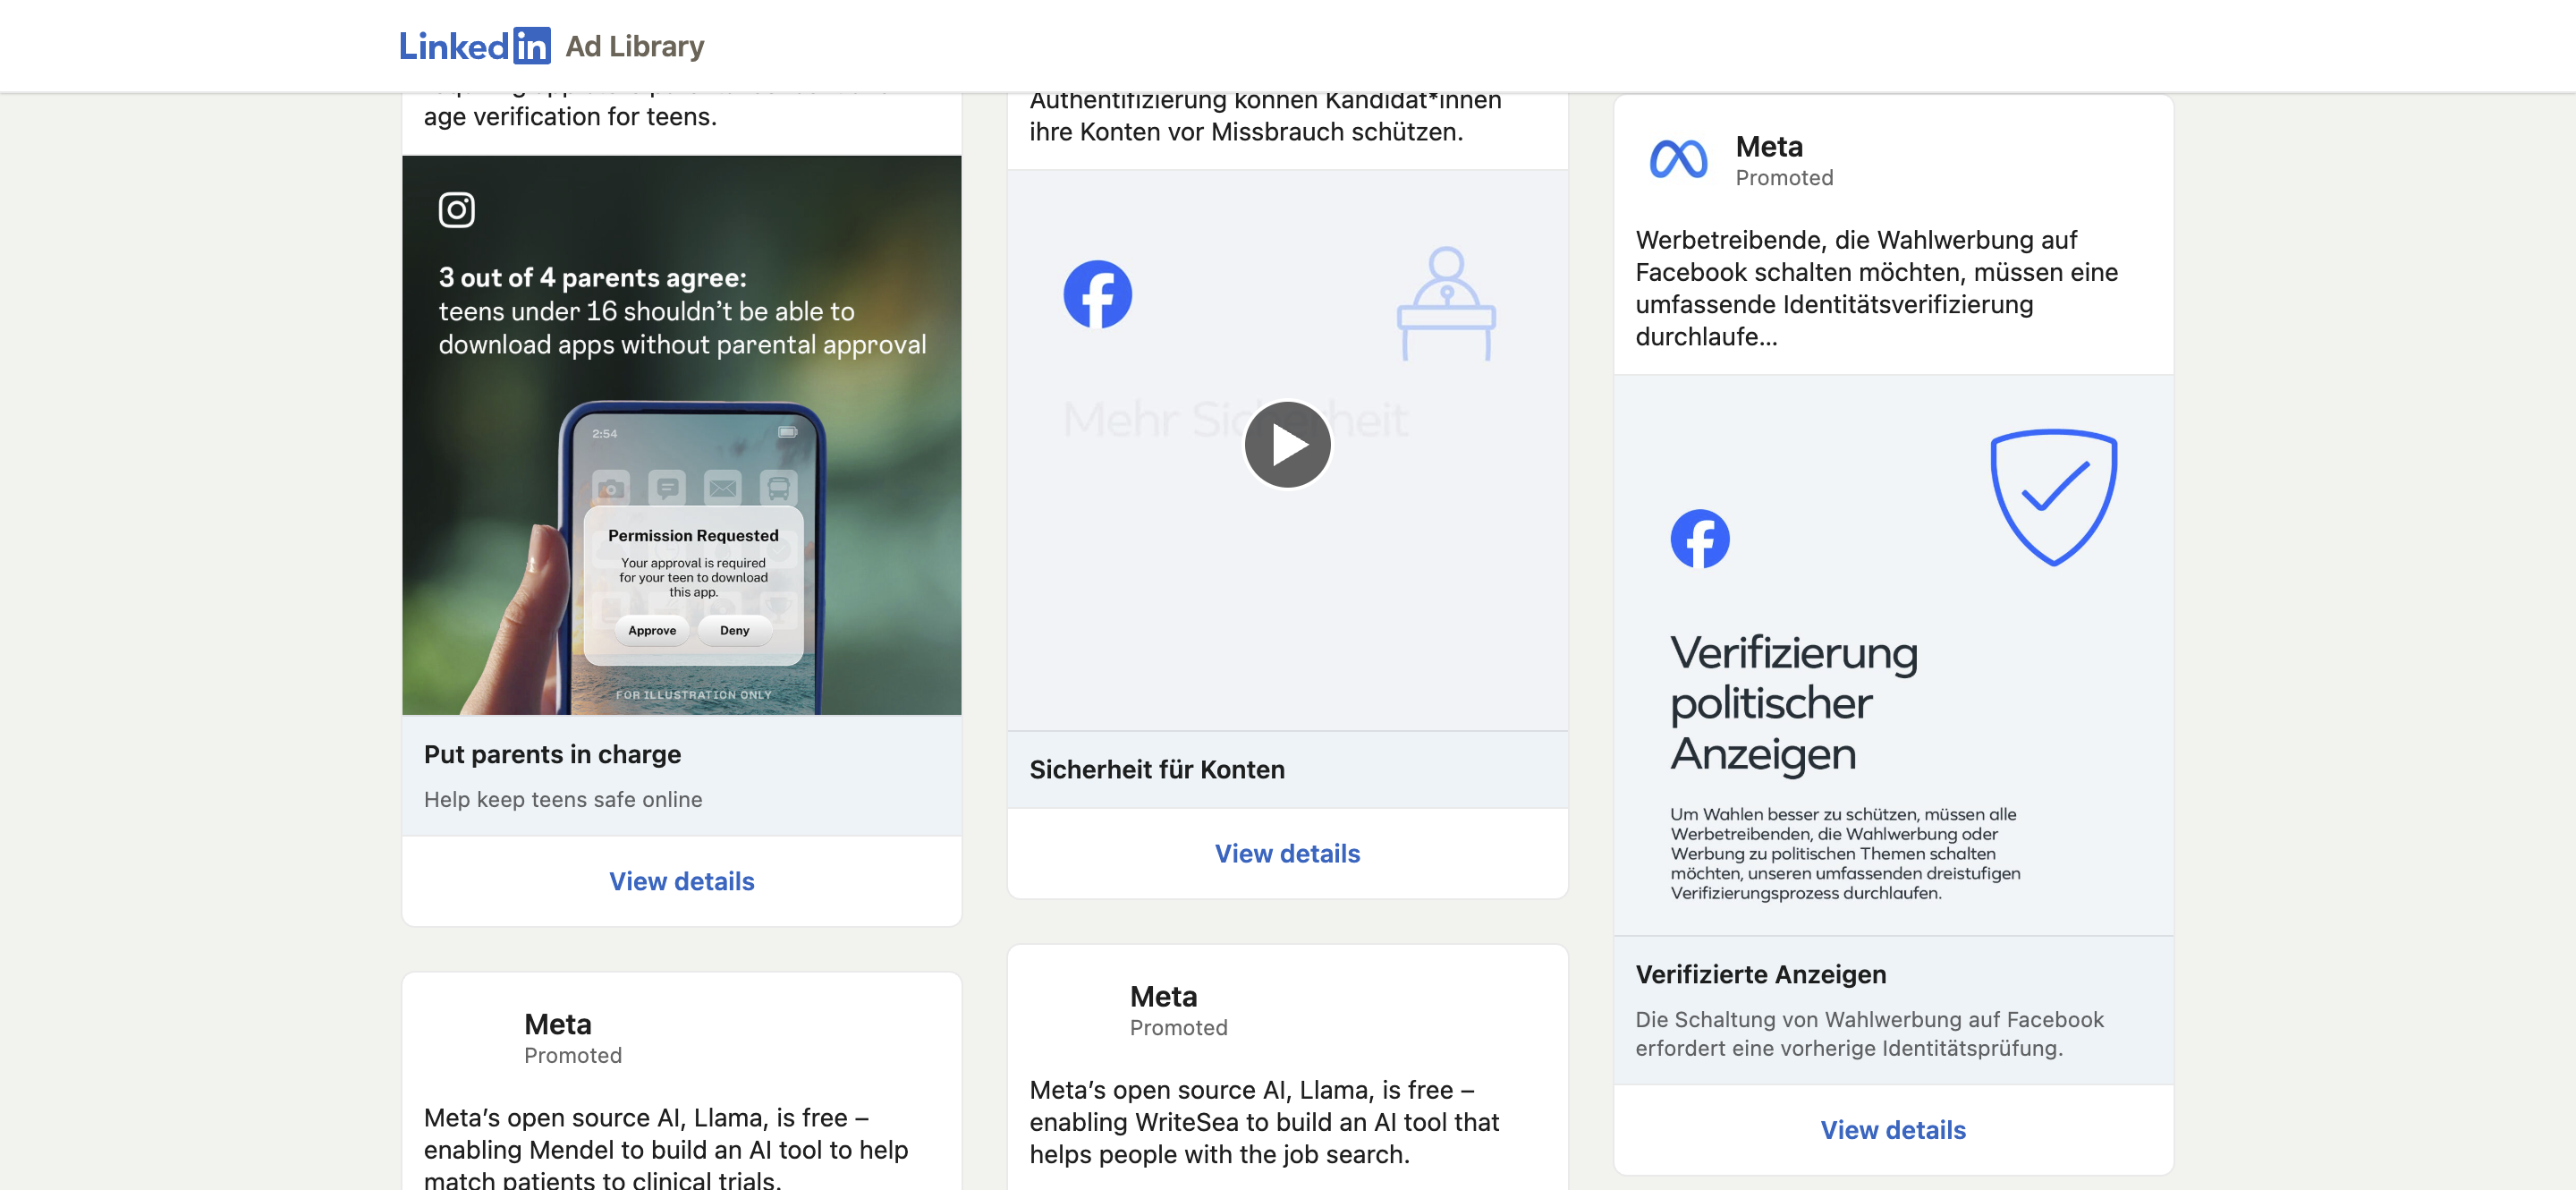 LinkedIn Ad Library
age verification for teens.
3 out of 4 parents agree:
teens under 16 shouldn’t be able to
download apps without parental approval
2:54
Permission Requested
Your approval is required
for your teen to download
this app.
Approve Deny
FOR ILLUSTRATION ONLY
Put parents in charge
Help keep teens safe online
View details
Meta
Promoted
Meta’s open source AI, Llama, is free –
enabling Mendel to build an AI tool to help
match patients to clinical trials.
Authentifizierung können Kandidat*innen
ihre Konten vor Missbrauch schützen.
Mehr Sicherheit
Sicherheit für Konten
View details
Meta
Promoted
Meta’s open source AI, Llama, is free –
enabling WriteSea to build an AI tool that
helps people with the job search.
Meta
Promoted
Werbetreibende, die Wahlwerbung auf
Facebook schalten möchten, müssen eine
umfassende Identitätsverifizierung
durchlaufe...
Verifizierung
politischer
Anzeigen
Um Wahlen besser zu schützen, müssen alle
Werbetreibenden, die Wahlwerbung oder
Werbung zu politischen Themen schalten
möchten, unseren umfassenden dreistufigen
Verifizierungsprozess durchlaufen.
Verifizierte Anzeigen
Die Schaltung von Wahlwerbung auf Facebook
erfordert eine vorherige Identitätsprüfung.
View details